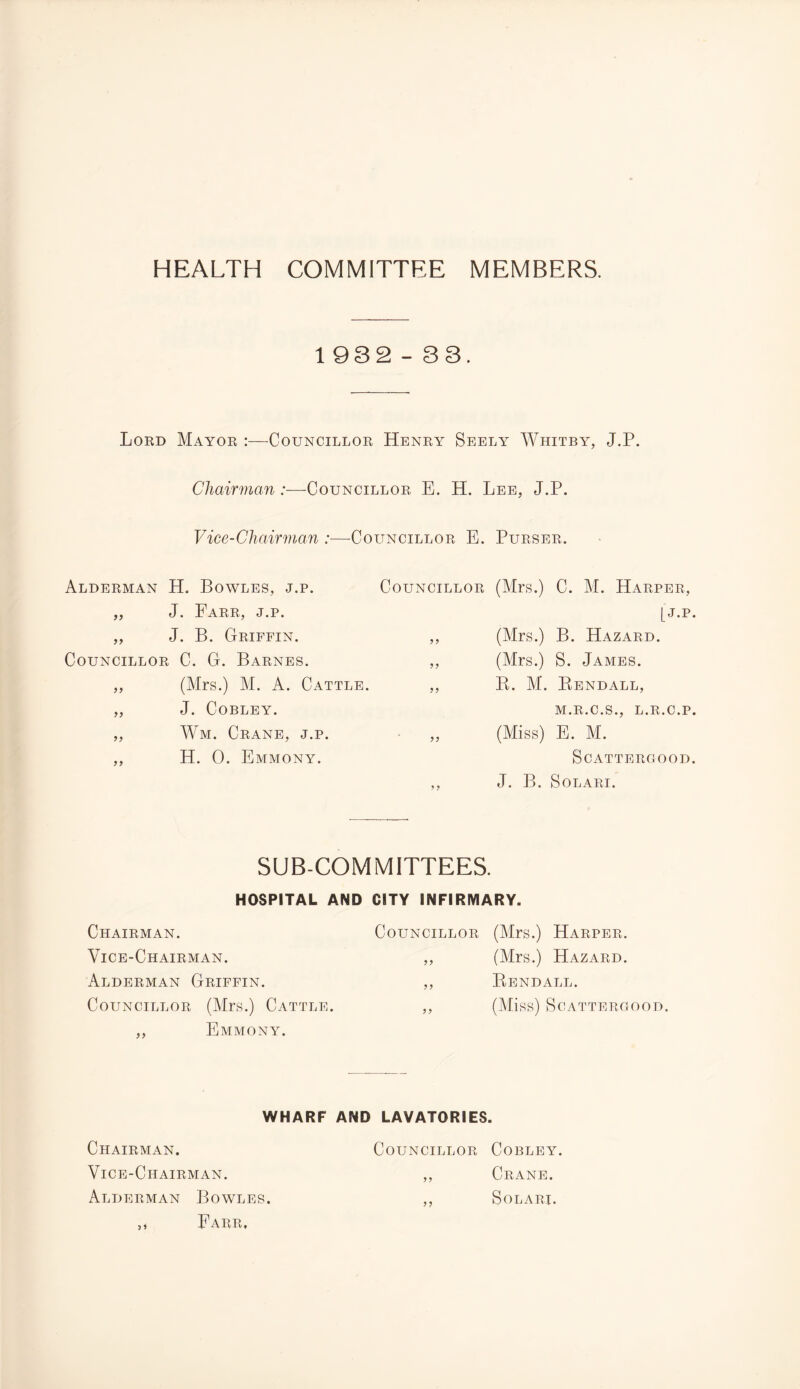 HEALTH COMMITTEE MEMBERS.
1932-33.
Lord Mayor :—Councillor Henry Seely Whitby, J.P.
Chairman :—Councillor E. H. Lee, J.P.
Vice-Chairman :—Councillor E. Purser.
Alderman H. Bowles, J.P.
„ J. Farr, J.P.
„ J. B. Griffin.
Councillor C. G. Barnes.
„ (Mrs.) M. A. Cattle.
„ J. Cobley.
„ Wm. Crane, J.P.
„ H. O. Emmony.
Councillor (Mrs.) C. M. Harper,
[J.P.
„ (Mrs.) B. Hazard.
„ (Mrs.) S. James.
„ R. M. Rendall,
M.R.C.S., L.R.C.P.
„ (Miss) E. M.
Scattergood.
„ J. B. Solari.
SUB-COMMITTEES.
HOSPITAL AND CITY INFIRMARY.
Chairman.
Vice-Chairman.
Alderman Griffin.
Councillor (Mrs.) Cattle.
„ Emmony.
Councillor (Mrs.) Harper.
„ (Mrs.) Hazard.
„ Rendall.
„ (Miss) Scattergood.
WHARF AND LAVATORIES.
Chairman.
Vice-Chairman.
Alderman Bowles.
„ Farr.
Councillor Cobley.
„ Crane.
„ Solari.